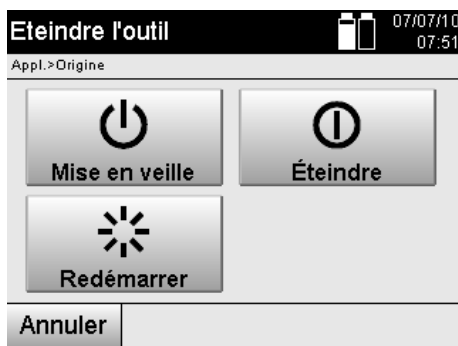 Eteindre l'outil
07/07/10
07:51
Appl.>Origine
Mise en veille
Éteindre
Redémarrer
Annuler